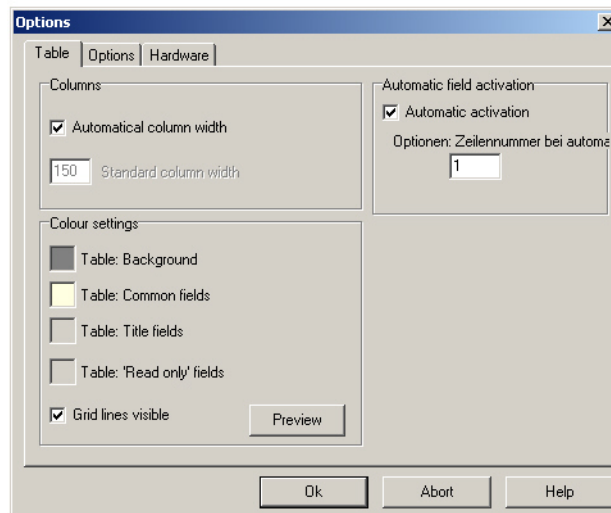 Options
Table Options Hardware
Columns
Automatical column width
150 Standard column width
Automatic field activation
Automatic activation
Optionen: Zeilennummer bei automa
1
Colour settings
Table: Background
Table: Common fields
Table: Title fields
Table: 'Read only' fields
Grid lines visible
Preview
Ok Abort Help